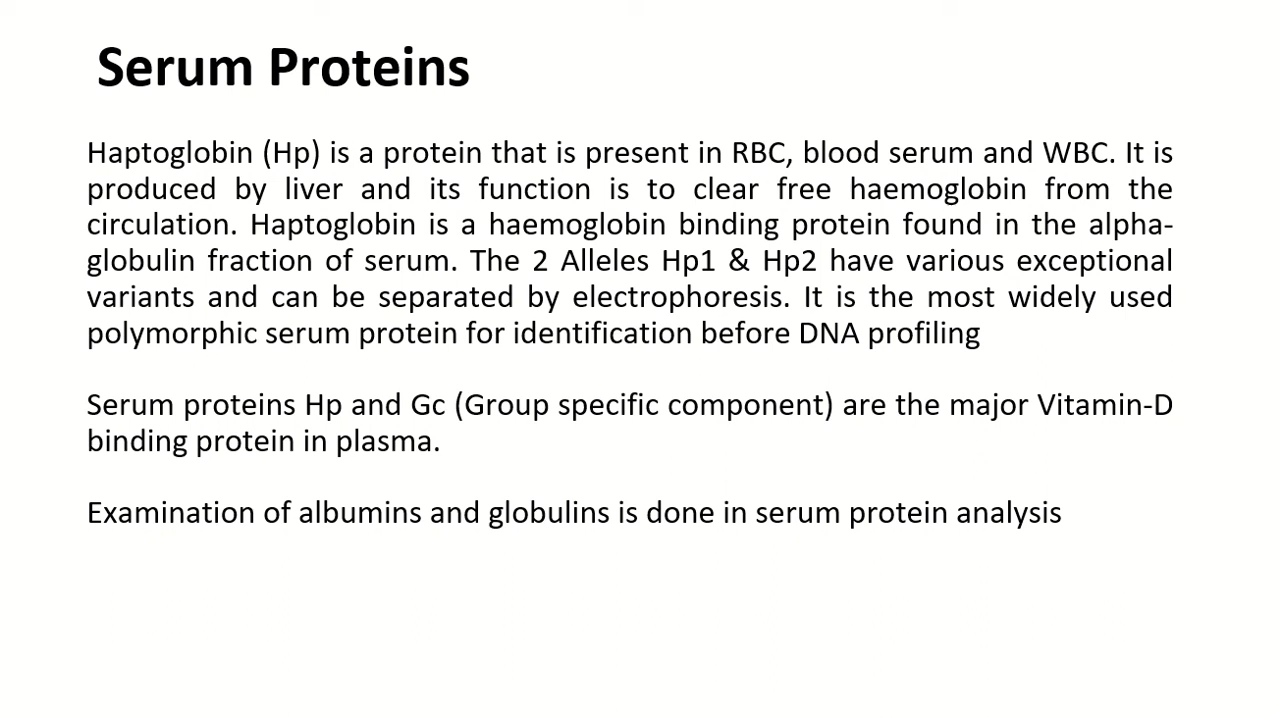 Serum Proteins
Haptoglobin (Hp) is a protein that is present in RBC, blood serum and WBC. It is
produced by liver and its function is to clear free haemoglobin from the
circulation. Haptoglobin is a haemoglobin binding protein found in the alpha-
globulin fraction of serum. The 2 Alleles Hp1 & Hp2 have various exceptional
variants and can be separated by electrophoresis. It is the most widely used
polymorphic serum protein for identification before DNA profiling
Serum proteins Hp and Gc (Group specific component) are the major Vitamin-D
binding protein in plasma.
Examination of albumins and globulins is done in serum protein analysis